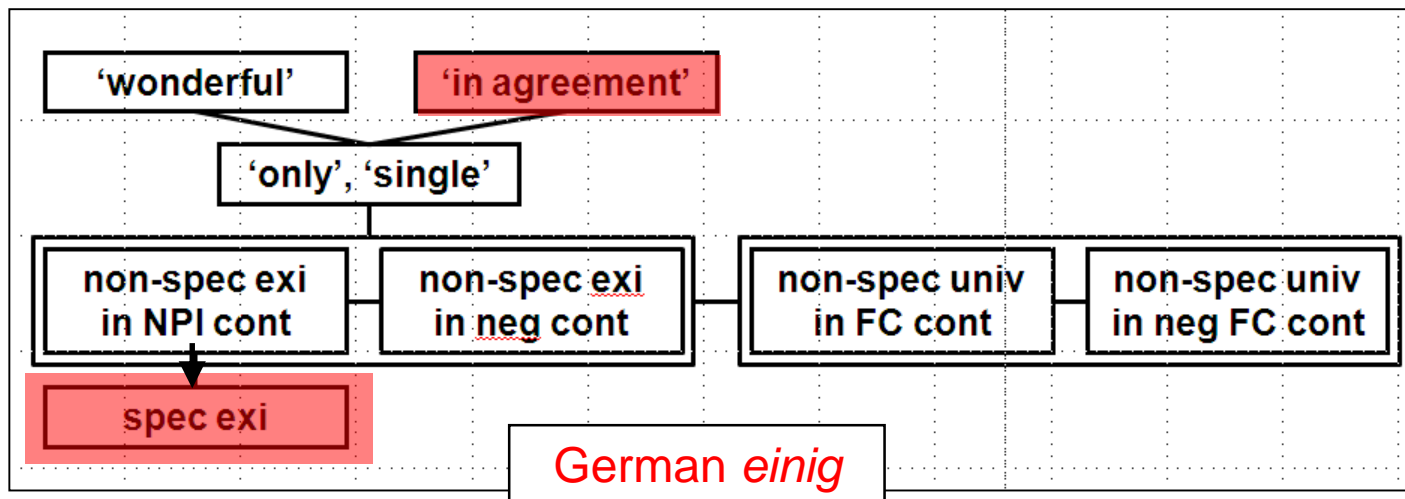 ‘wonderful’
‘in agreement’
‘only’, ‘single’
non-spec exi
in NPI cont
non-spec exi
in neg cont
non-spec univ
in FC cont
non-spec univ
in neg FC cont
spec exi
German einig